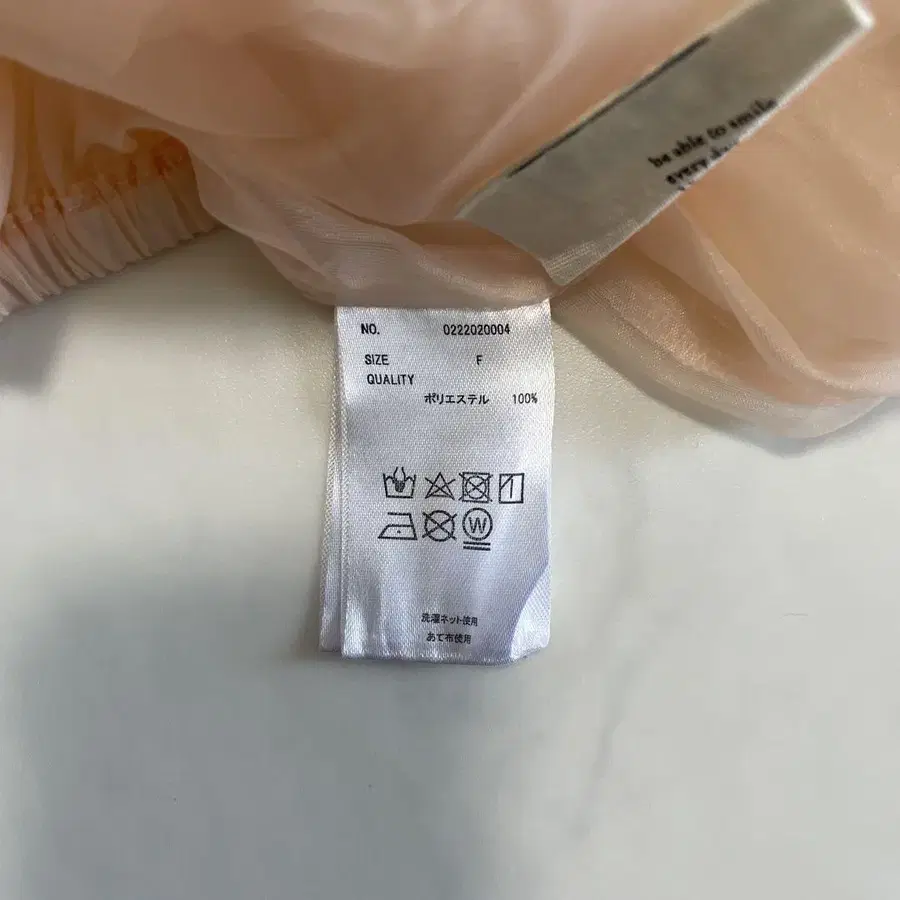 be able to smile
every
NO. 0222020004
SIZE F
QUALITY
ポリエステル 100%
W
洗濯ネット使用
あて布使用